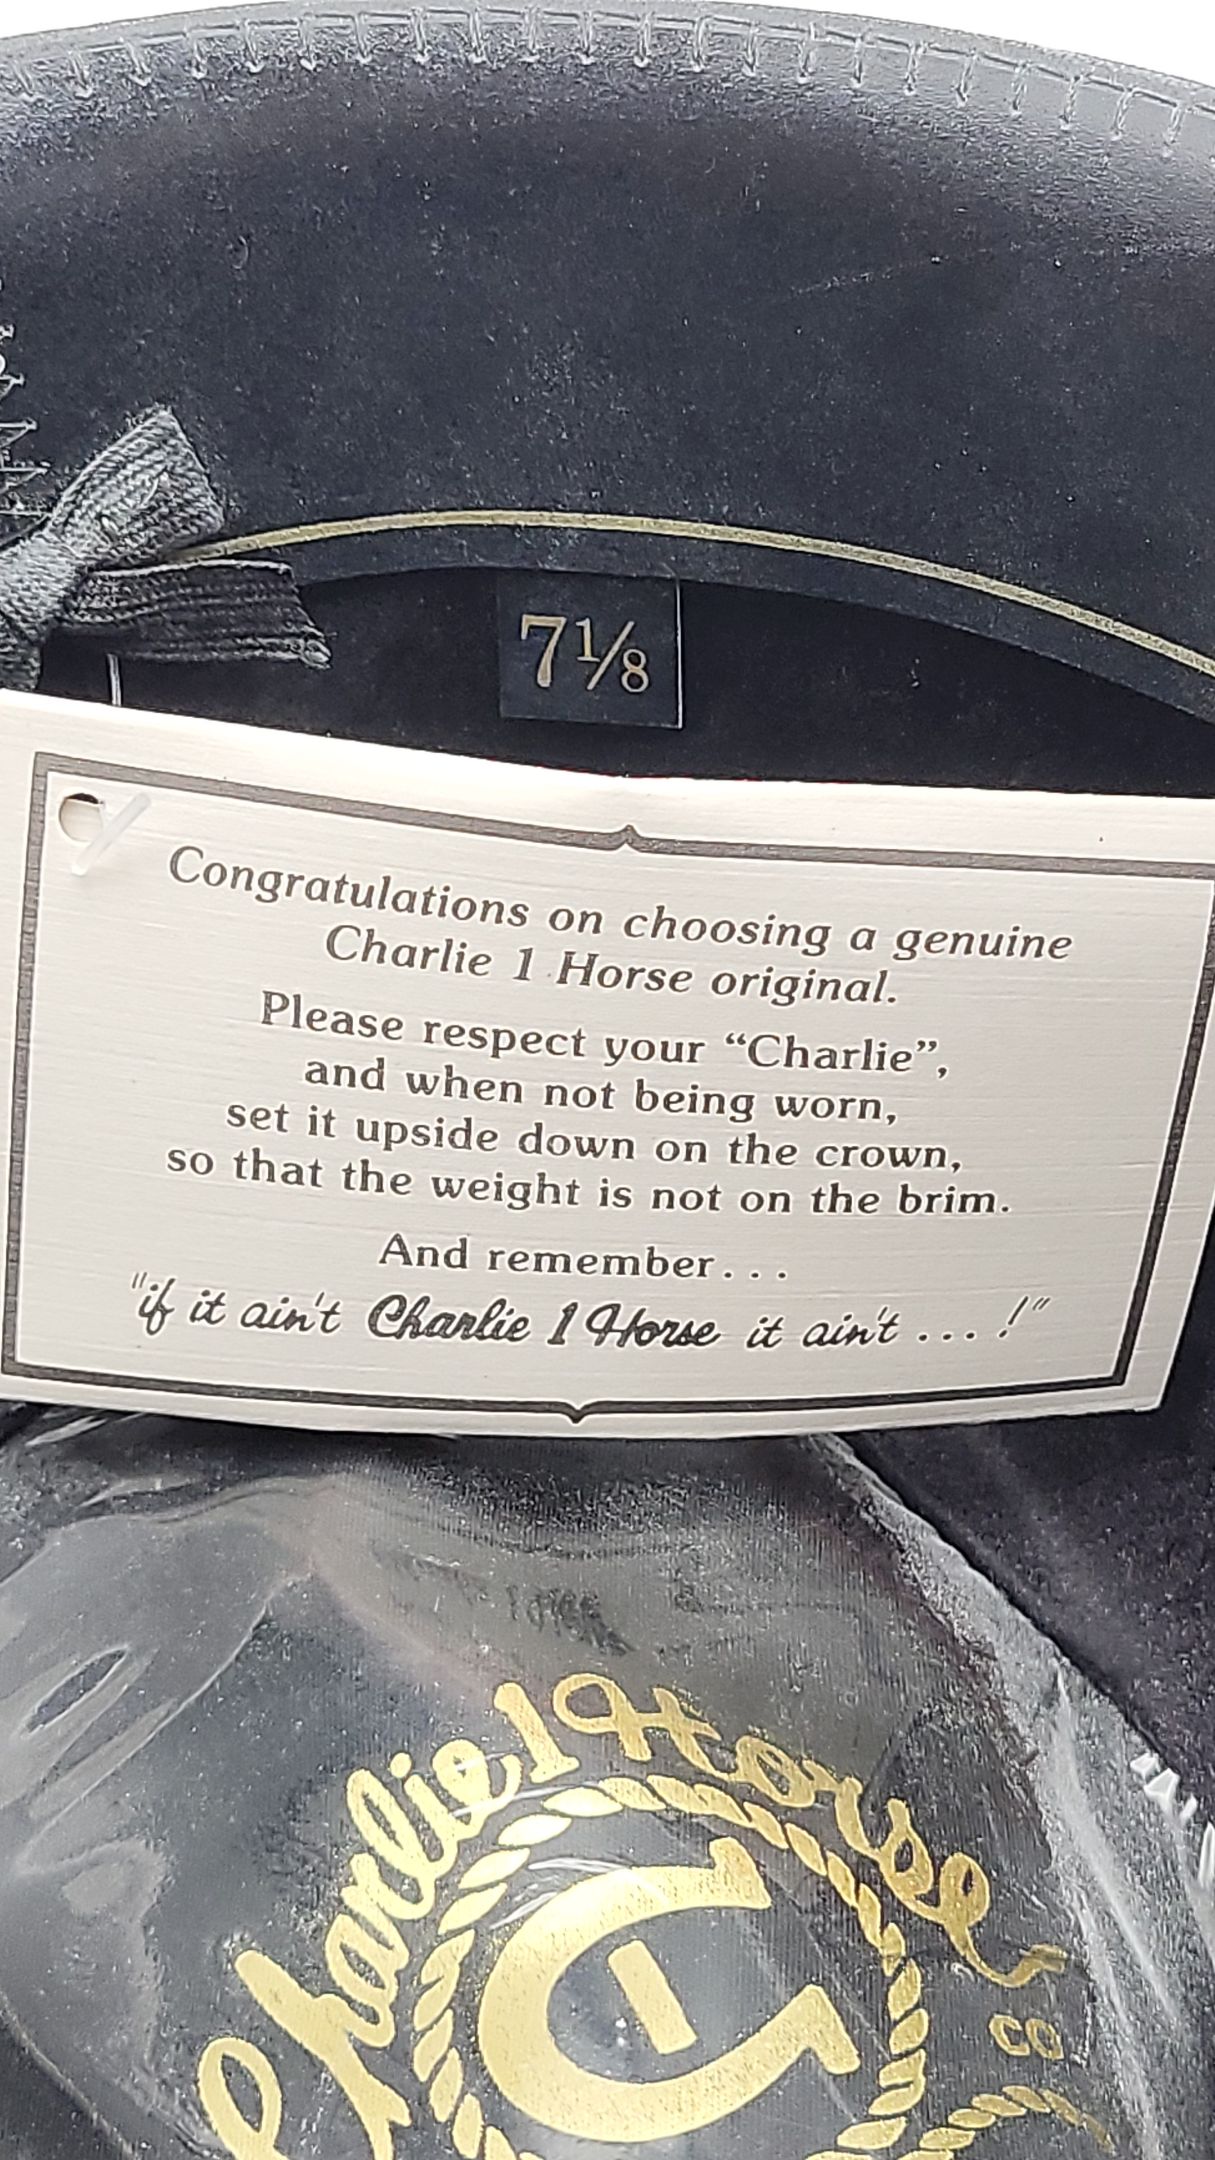 7 1/8
Congratulations on choosing a genuine
Charlie 1 Horse original.
Please respect your “Charlie”,
and when not being worn,
set it upside down on the crown,
so that the weight is not on the brim.
And remember...
"if it ain't Charlie 1 Horse it ain't ... !"
Charlie 1 Horse